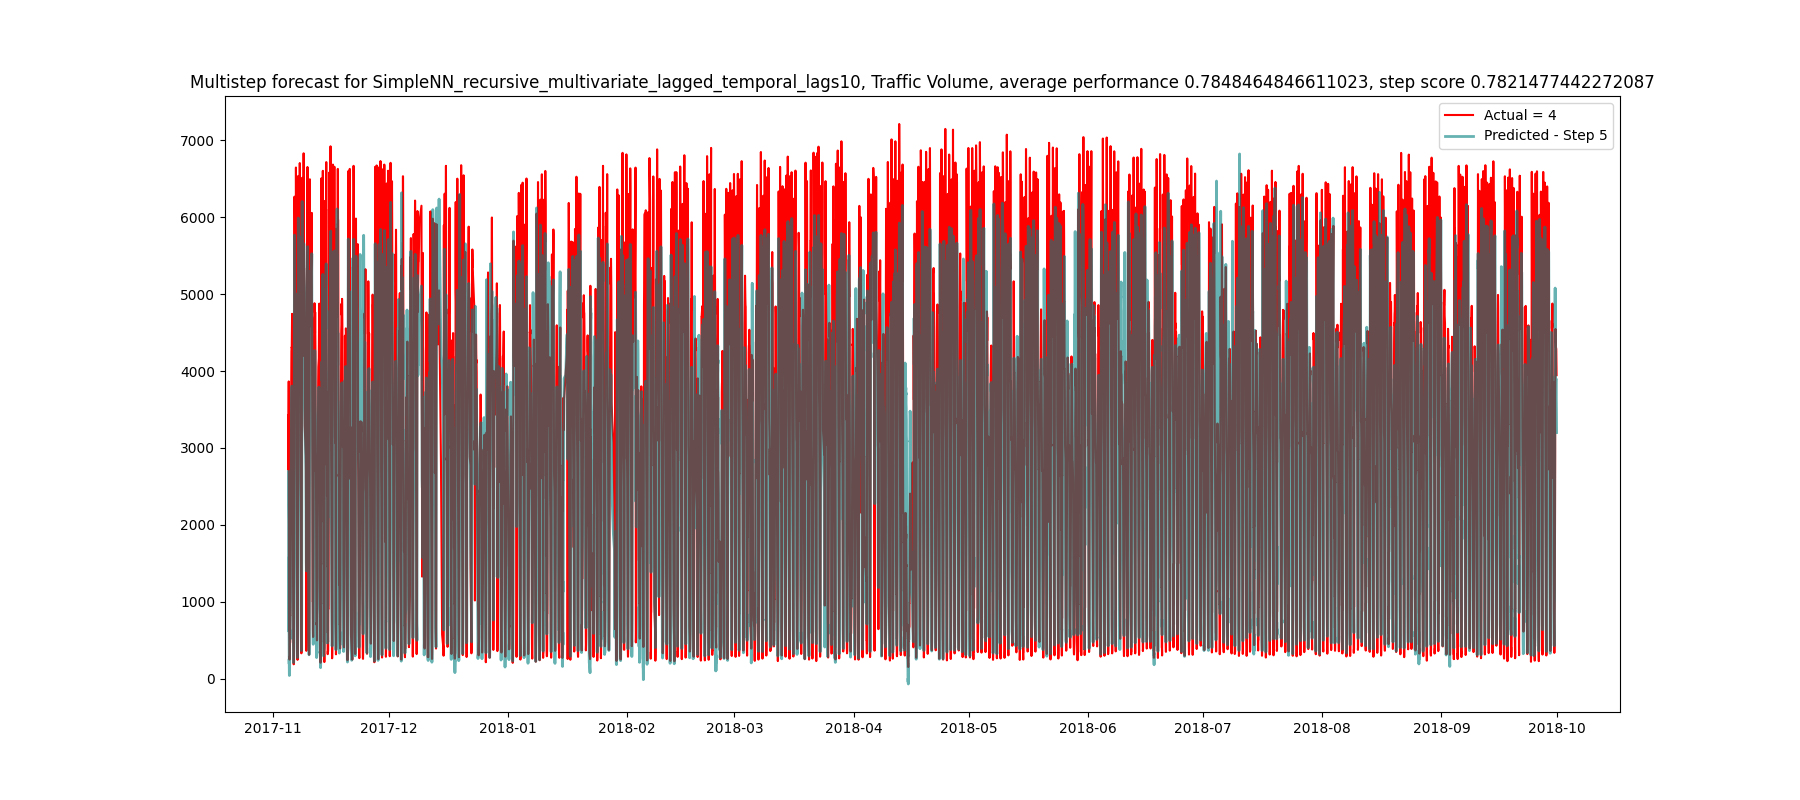 Multistep forecast for SimpleNN_recursive_multivariate_lagged_temporal_lags10, Traffic Volume, average performance 0.7848464846611023, step score 0.7821477442272087
Actual = 4
Predicted - Step 5
7000
6000
5000
4000
3000
2000
1000
0
2017-11 2017-12 2018-01 2018-02 2018-03 2018-04 2018-05 2018-06 2018-07 2018-08 2018-09 2018-10